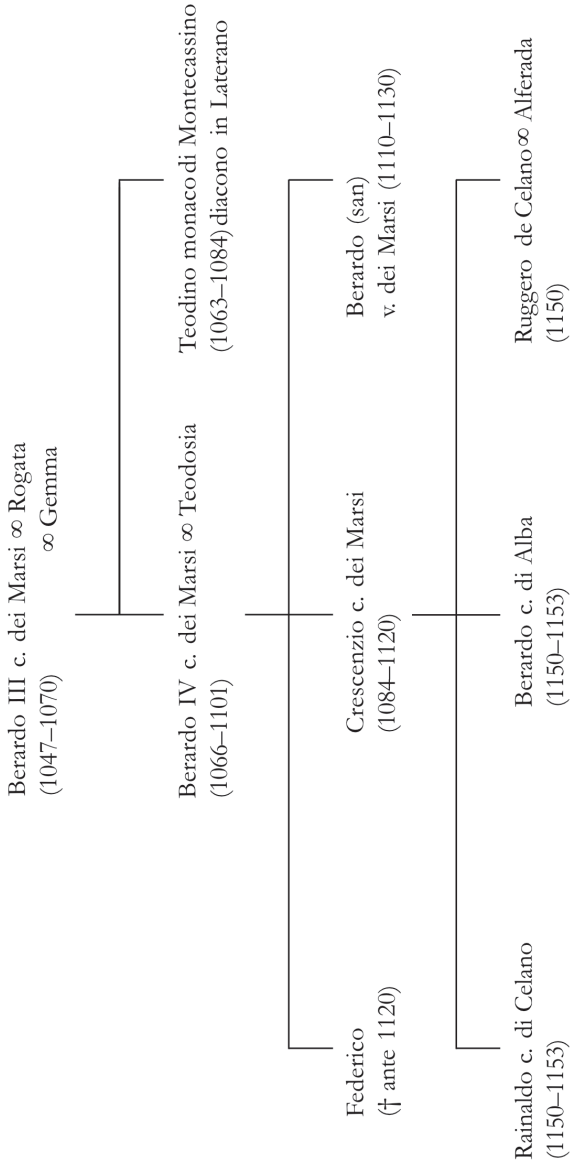 Berardo III c. dei Marsi ∞ Rogata
(1047–1070) ∞ Gemma
Berardo IV c. dei Marsi ∞ Teodosia
(1066–1101)
Teodino monaco di Montecassino
(1063–1084) diacono in Laterano
Federico
(† ante 1120)
Crescenzio c. dei Marsi
(1084–1120)
Berardo (san)
v. dei Marsi (1110–1130)
Rainaldo c. di Celano
(1150–1153)
Berardo c. di Alba
(1150–1153)
Ruggero de Celano ∞ Alferada
(1150)